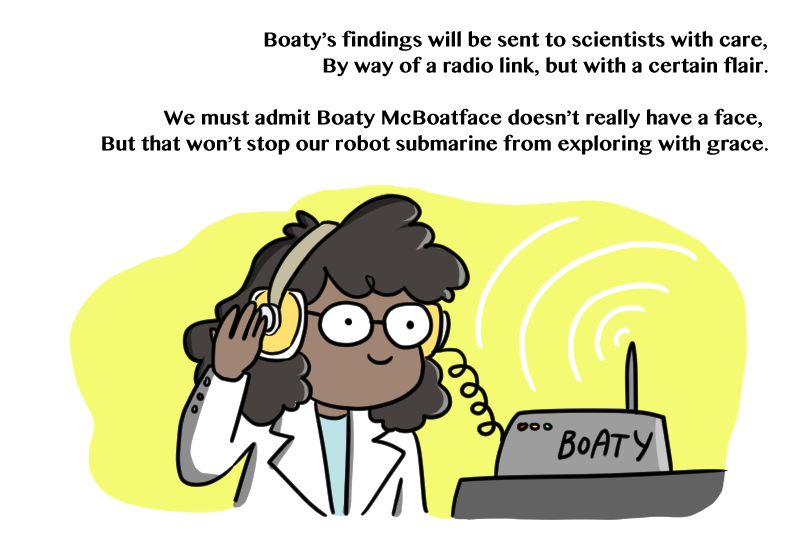 Boaty’s findings will be sent to scientists with care,
By way of a radio link, but with a certain flair.
We must admit Boaty McBoatface doesn’t really have a face,
But that won’t stop our robot submarine from exploring with grace.
BOATY